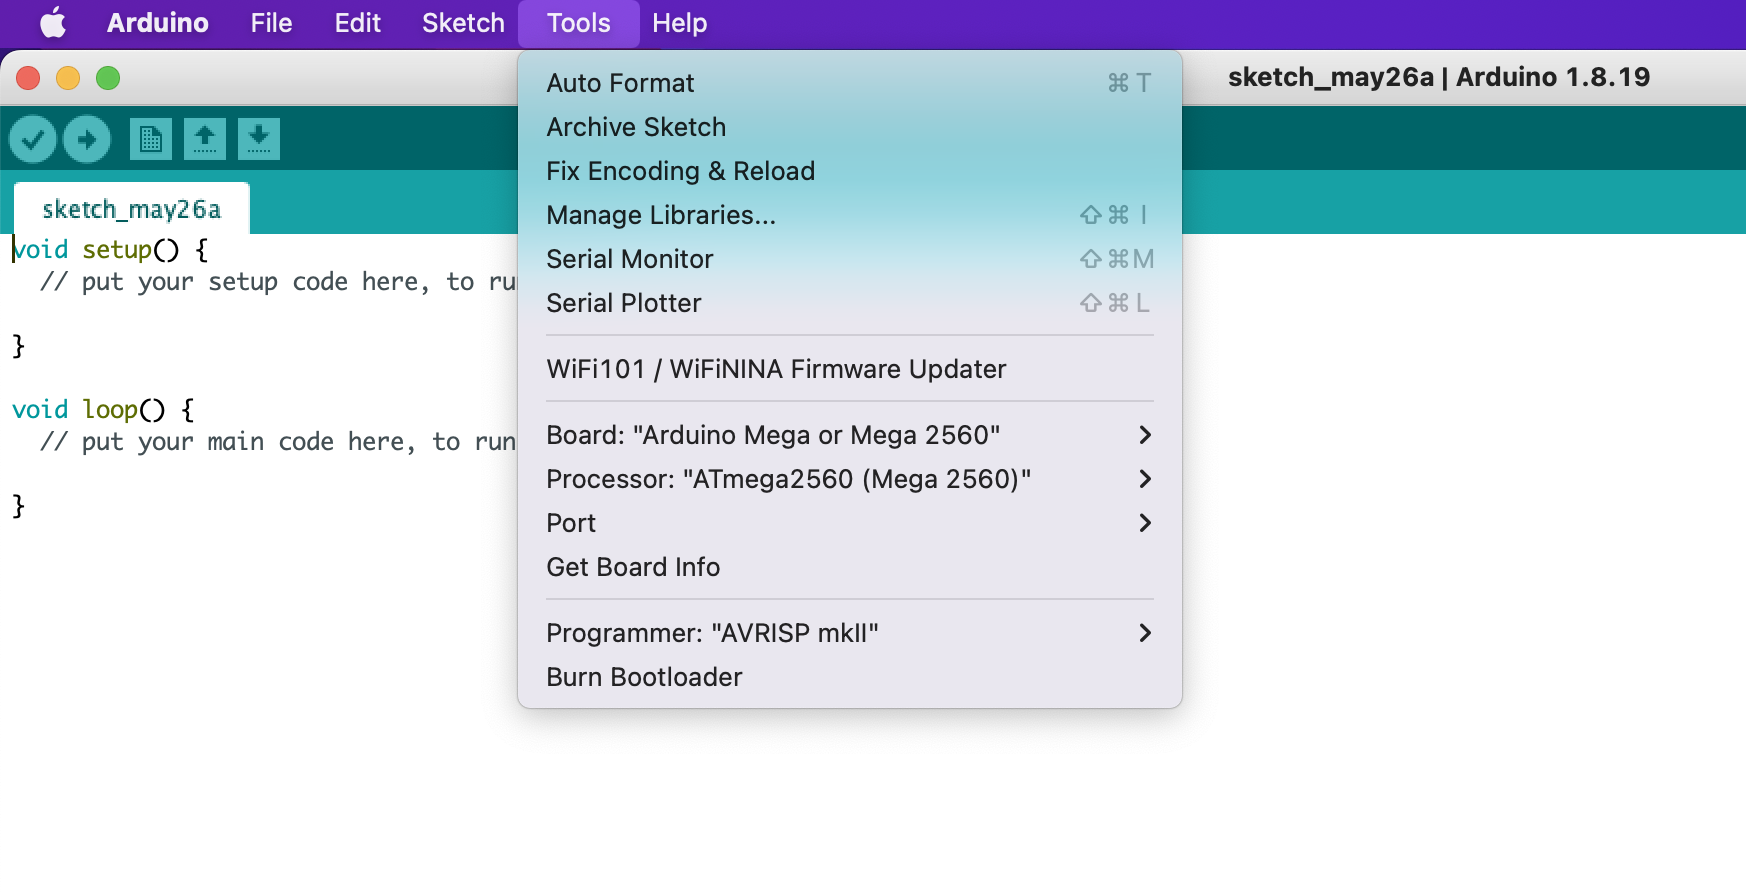 Arduino File Edit Sketch Tools Help
sketch_may26a | Arduino 1.8.19
sketch_may26a
void setup() {
// put your setup code here, to
}
void loop() {
// put your main code here, to run
}
Auto Format ⌘ T
Archive Sketch
Fix Encoding & Reload
Manage Libraries... ⇧⌘ I
Serial Monitor ⇧⌘M
Serial Plotter ⇧⌘ L
WiFi101 / WiFiNINA Firmware Updater
Board: "Arduino Mega or Mega 2560"
Processor: "ATmega2560 (Mega 2560)"
Port
Get Board Info
Programmer: "AVRISP mkII"
Burn Bootloader